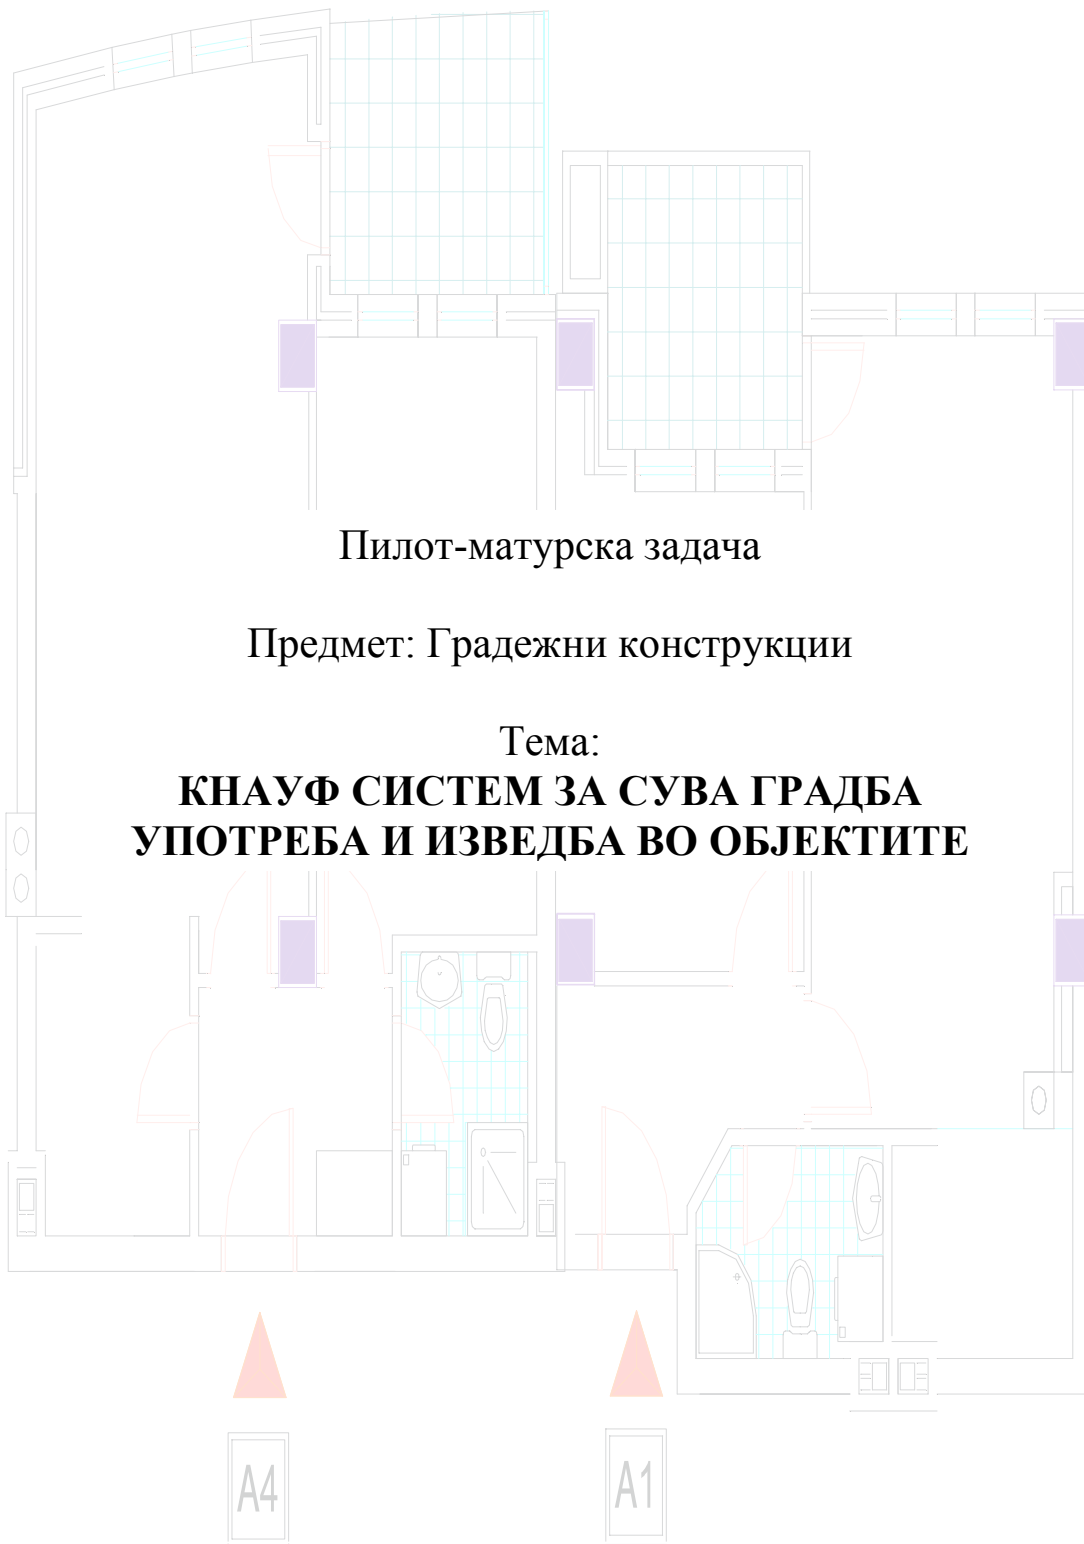 Пилот-матурска задача
Предмет: Градежни конструкции
Тема:
КНАУФ СИСТЕМ ЗА СУВА ГРАДБА
УПОТРЕБА И ИЗВЕДБА ВО ОБЈЕКТИТЕ
A4
A1